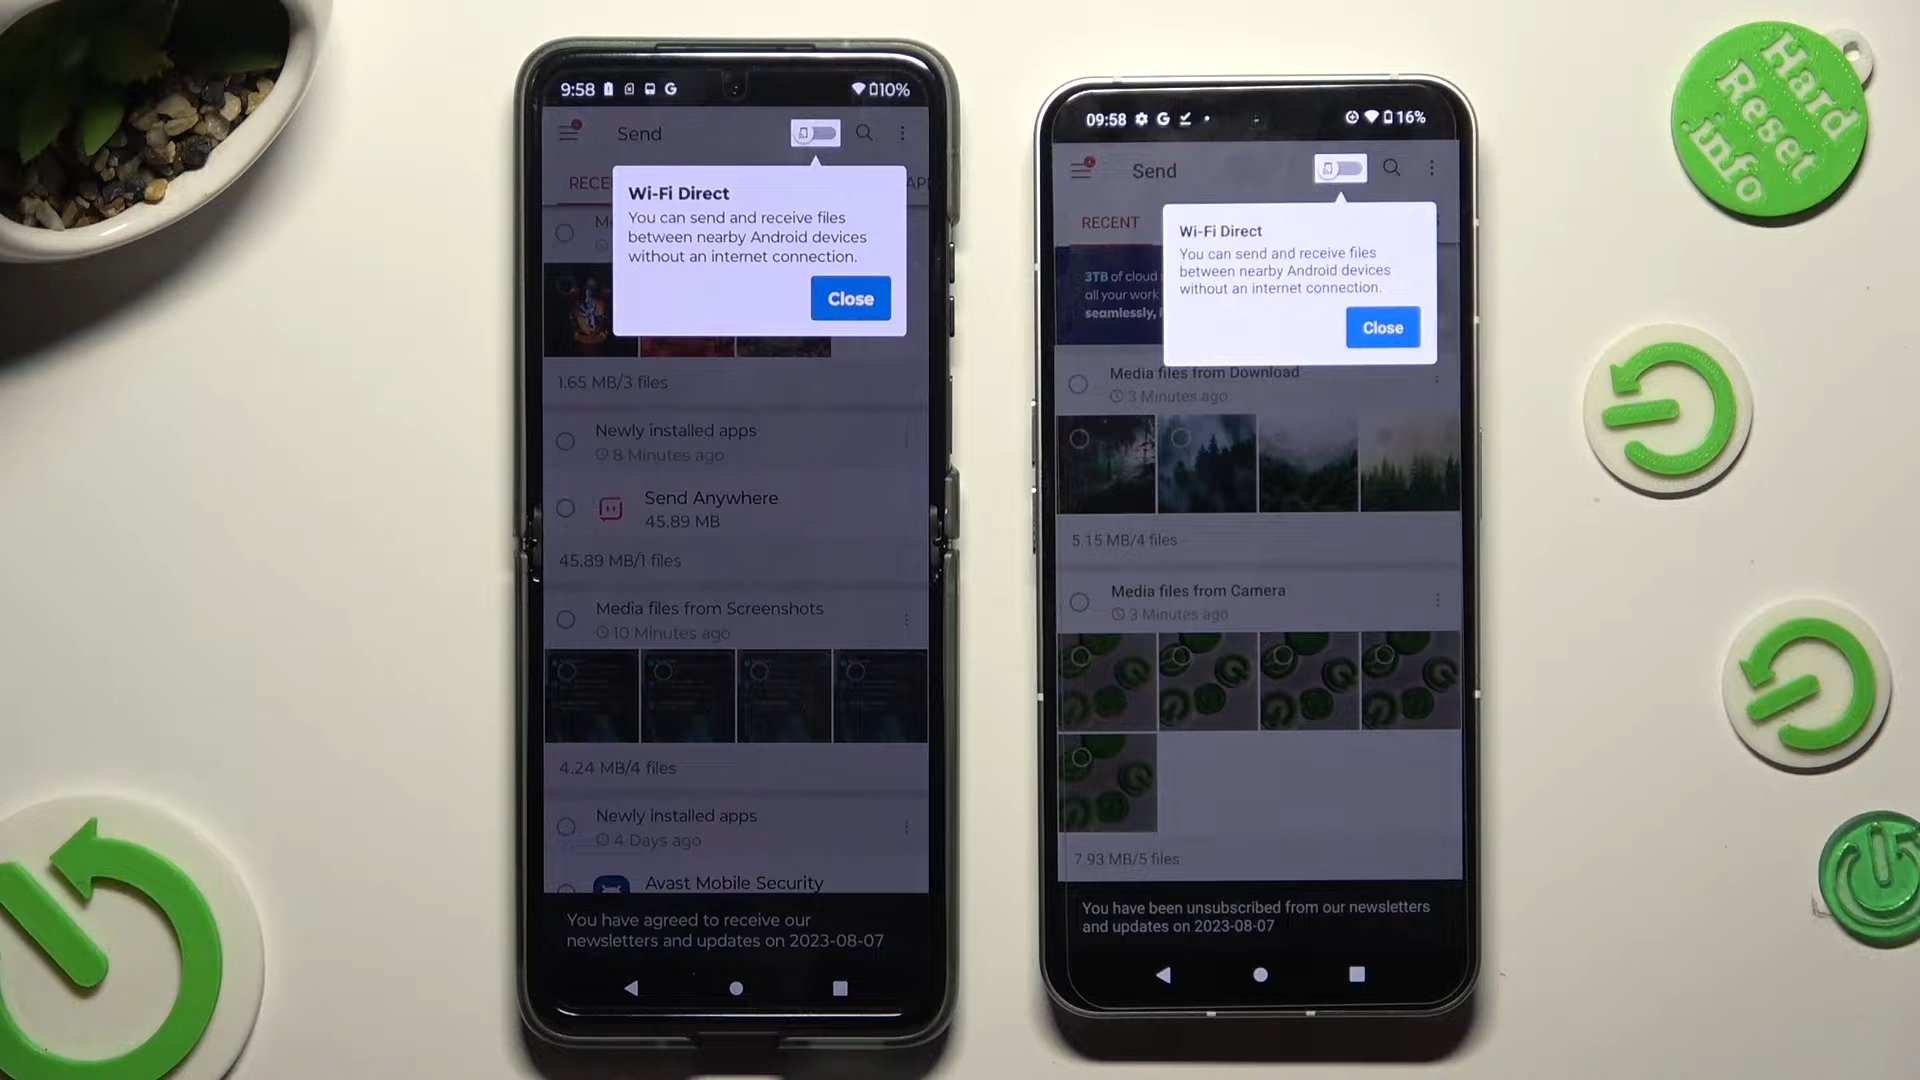 9:58
10%
Send
Wi-Fi Direct
You can send and receive files
between nearby Android devices
without an internet connection.
Close
1.65 MB/3 files
Newly installed apps
8 Minutes ago
Send Anywhere
45.89 MB
45.89 MB/1 files
Media files from Screenshots
10 Minutes ago
4.24 MB/4 files
Newly installed apps
4 Days ago
Avast Mobile Security
You have agreed to receive our
newsletters and updates on 2023-08-07
09:58
16%
Send
RECENT
Wi-Fi Direct
You can send and receive files
between nearby Android devices
without an internet connection.
Close
3TB of cloud
all your work
seamlessly,
Media files from Download
3 Minutes ago
5.15 MB/4 files
Media files from Camera
3 Minutes ago
7.93 MB/5 files
You have been unsubscribed from our newsletters
and updates on 2023-08-07
Hard
Reset
info